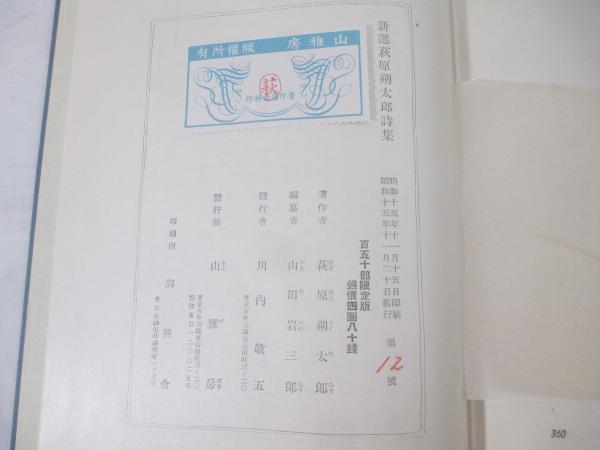 新選萩原朔太郎詩集
山雅房 版權所有
萩
昭和十五年十一月十五日印刷
昭和十五年十一月二十日發行
第 12 號
百五十部限定版
頒價四圓八十錢
著作者 萩原朔太郎
編纂者 山田岩三郎
發行者 川內敬五
發行所 山雅房
印刷所
360